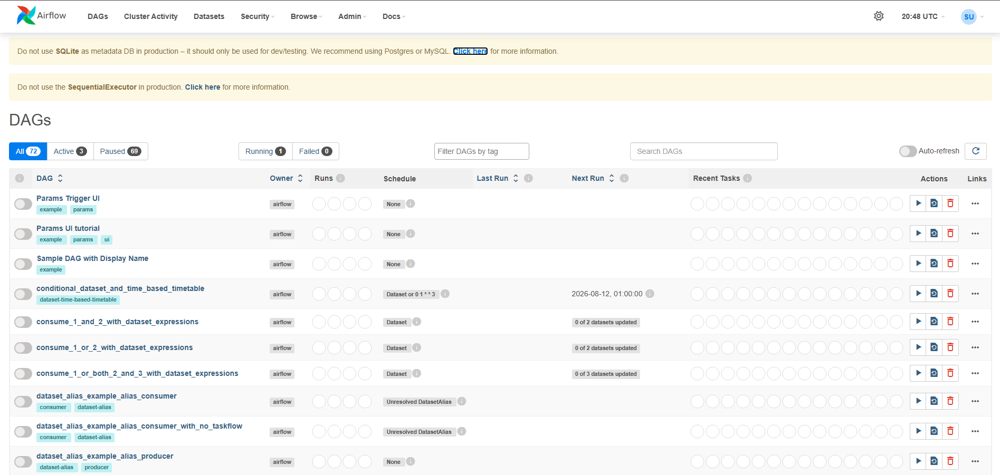 Airflow DAGs Cluster Activity Datasets Security Browse Admin Docs 20:48 UTC SU
Do not use SQLite as metadata DB in production – it should only be used for dev/testing. We recommend using Postgres or MySQL. Click here for more information.
Do not use the SequentialExecutor in production. Click here for more information.
DAGs
All 72 Active 3 Paused 69 Running 1 Failed 0 Filter DAGs by tag Search DAGs Auto-refresh
DAG Owner Runs Schedule Last Run Next Run Recent Tasks Actions Links
Params Trigger UI
example params airflow None
Params UI tutorial
example params ui airflow None
Sample DAG with Display Name
example airflow None
conditional_dataset_and_time_based_timetable
dataset-time-based-timetable airflow Dataset or 0 1 * * 3 2026-08-12, 01:00:00
consume_1_and_2_with_dataset_expressions airflow Dataset 0 of 2 datasets updated
consume_1_or_2_with_dataset_expressions airflow Dataset 0 of 2 datasets updated
consume_1_or_both_2_and_3_with_dataset_expressions airflow Dataset 0 of 3 datasets updated
dataset_alias_example_alias_consumer
consumer dataset-alias airflow Unresolved DatasetAlias
dataset_alias_example_alias_consumer_with_no_taskflow
consumer dataset-alias airflow Unresolved DatasetAlias
dataset_alias_example_alias_producer
dataset-alias producer airflow None